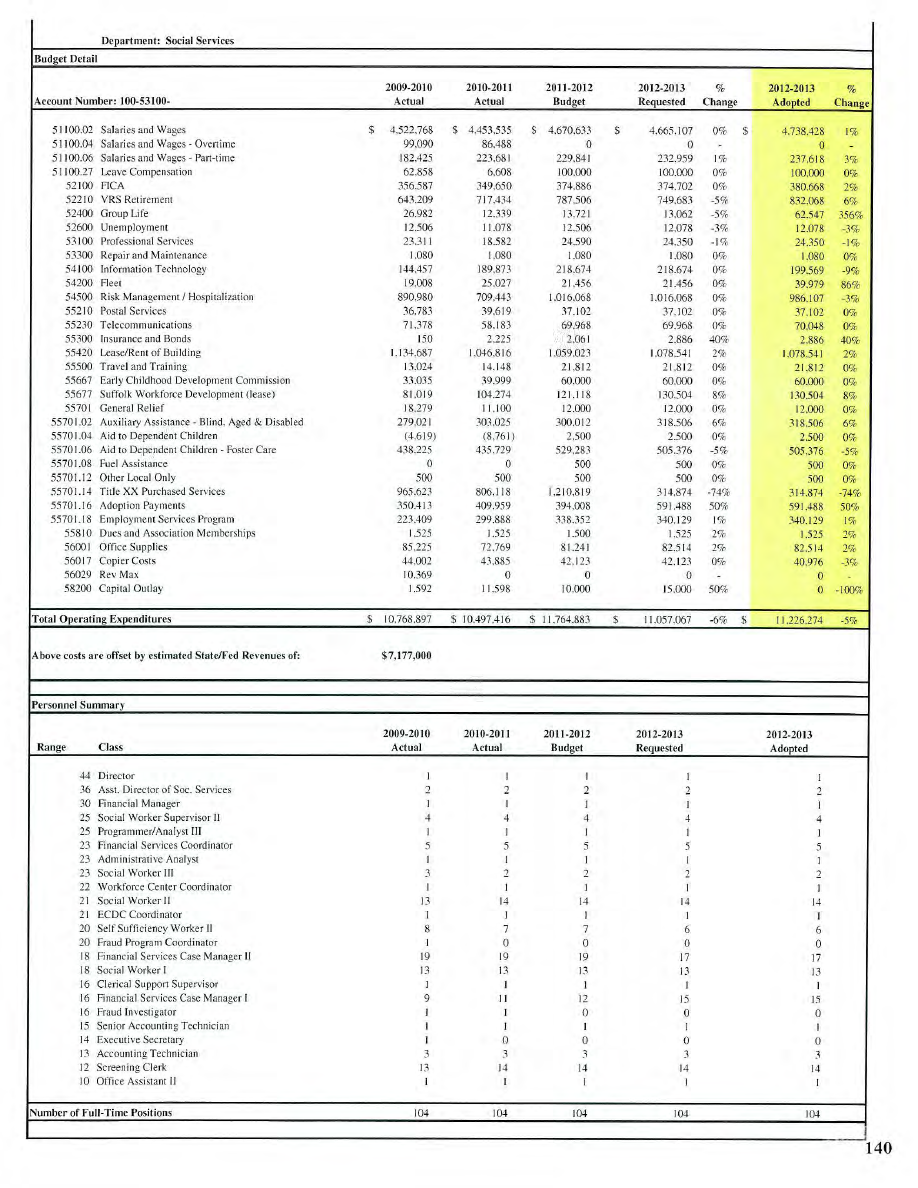 Department: Social Services
Budget Detail
2009-2010 2010-2011 2011-2012 2012-2013 % 2012-2013 %
Account Number: 100-53100- Actual Actual Budget Requested Change Adopted Change
51100.02 Salaries and Wages $ 4,522,768 $ 4,453,535 $ 4,670,633 $ 4,665,107 0% $ 4,738,428 1%
51100.04 Salaries and Wages - Overtime 99,090 86,488 0 0 - 0 -
51100.06 Salaries and Wages - Part-time 182,425 223,681 229,841 232,959 1% 237,618 3%
51100.27 Leave Compensation 62,858 6,608 100,000 100,000 0% 100,000 0%
52100 FICA 356,587 349,650 374,886 374,702 0% 380,668 2%
52210 VRS Retirement 643,209 717,434 787,506 749,683 -5% 832,068 6%
52400 Group Life 26,982 12,339 13,721 13,062 -5% 62,547 356%
52600 Unemployment 12,506 11,078 12,506 12,078 -3% 12,078 -3%
53100 Professional Services 23,311 18,582 24,590 24,350 -1% 24,350 -1%
53300 Repair and Maintenance 1,080 1,080 1,080 1,080 0% 1,080 0%
54100 Information Technology 144,457 189,873 218,674 218,674 0% 199,569 -9%
54200 Fleet 19,008 25,027 21,456 21,456 0% 39,979 86%
54500 Risk Management / Hospitalization 890,980 709,443 1,016,068 1,016,068 0% 986,107 -3%
55210 Postal Services 36,783 39,619 37,102 37,102 0% 37,102 0%
55230 Telecommunications 71,378 58,183 69,968 69,968 0% 70,048 0%
55300 Insurance and Bonds 150 2,225 2,061 2,886 40% 2,886 40%
55420 Lease/Rent of Building 1,134,687 1,046,816 1,059,023 1,078,541 2% 1,078,541 2%
55500 Travel and Training 13,024 14,148 21,812 21,812 0% 21,812 0%
55667 Early Childhood Development Commission 33,035 39,999 60,000 60,000 0% 60,000 0%
55677 Suffolk Workforce Development (lease) 81,019 104,274 121,118 130,504 8% 130,504 8%
55701 General Relief 18,279 11,100 12,000 12,000 0% 12,000 0%
55701.02 Auxiliary Assistance - Blind, Aged & Disabled 279,021 303,025 300,012 318,506 6% 318,506 6%
55701.04 Aid to Dependent Children (4,619) (8,761) 2,500 2,500 0% 2,500 0%
55701.06 Aid to Dependent Children - Foster Care 438,225 435,729 529,283 505,376 -5% 505,376 -5%
55701.08 Fuel Assistance 0 0 500 500 0% 500 0%
55701.12 Other Local Only 500 500 500 500 0% 500 0%
55701.14 Title XX Purchased Services 965,623 806,118 1,210,819 314,874 -74% 314,874 -74%
55701.16 Adoption Payments 350,413 409,959 394,008 591,488 50% 591,488 50%
55701.18 Employment Services Program 223,409 299,888 338,352 340,129 1% 340,129 1%
55810 Dues and Association Memberships 1,525 1,525 1,500 1,525 2% 1,525 2%
56001 Office Supplies 85,225 72,769 81,241 82,514 2% 82,514 2%
56017 Copier Costs 44,002 43,885 42,123 42,123 0% 40,976 -3%
56029 Rev Max 10,369 0 0 0 - 0 -
58200 Capital Outlay 1,592 11,598 10,000 15,000 50% 0 -100%
Total Operating Expenditures $ 10,768,897 $ 10,497,416 $ 11,764,883 $ 11,057,067 -6% $ 11,226,274 -5%
Above costs are offset by estimated State/Fed Revenues of: $7,177,000
Personnel Summary
2009-2010 2010-2011 2011-2012 2012-2013 2012-2013
Range Class Actual Actual Budget Requested Adopted
44 Director 1 1 1 1 1
36 Asst. Director of Soc. Services 2 2 2 2 2
30 Financial Manager 1 1 1 1 1
25 Social Worker Supervisor II 4 4 4 4 4
25 Programmer/Analyst III 1 1 1 1 1
23 Financial Services Coordinator 5 5 5 5 5
23 Administrative Analyst 1 1 1 1 1
23 Social Worker III 3 2 2 2 2
22 Workforce Center Coordinator 1 1 1 1 1
21 Social Worker II 13 14 14 14 14
21 ECDC Coordinator 1 1 1 1 1
20 Self Sufficiency Worker II 8 7 7 6 6
20 Fraud Program Coordinator 1 0 0 0 0
18 Financial Services Case Manager II 19 19 19 17 17
18 Social Worker I 13 13 13 13 13
16 Clerical Support Supervisor 1 1 1 1 1
16 Financial Services Case Manager I 9 11 12 15 15
16 Fraud Investigator 1 1 0 0 0
15 Senior Accounting Technician 1 1 1 1 1
14 Executive Secretary 1 0 0 0 0
13 Accounting Technician 3 3 3 3 3
12 Screening Clerk 13 14 14 14 14
10 Office Assistant II 1 1 1 1 1
Number of Full-Time Positions 104 104 104 104 104
140